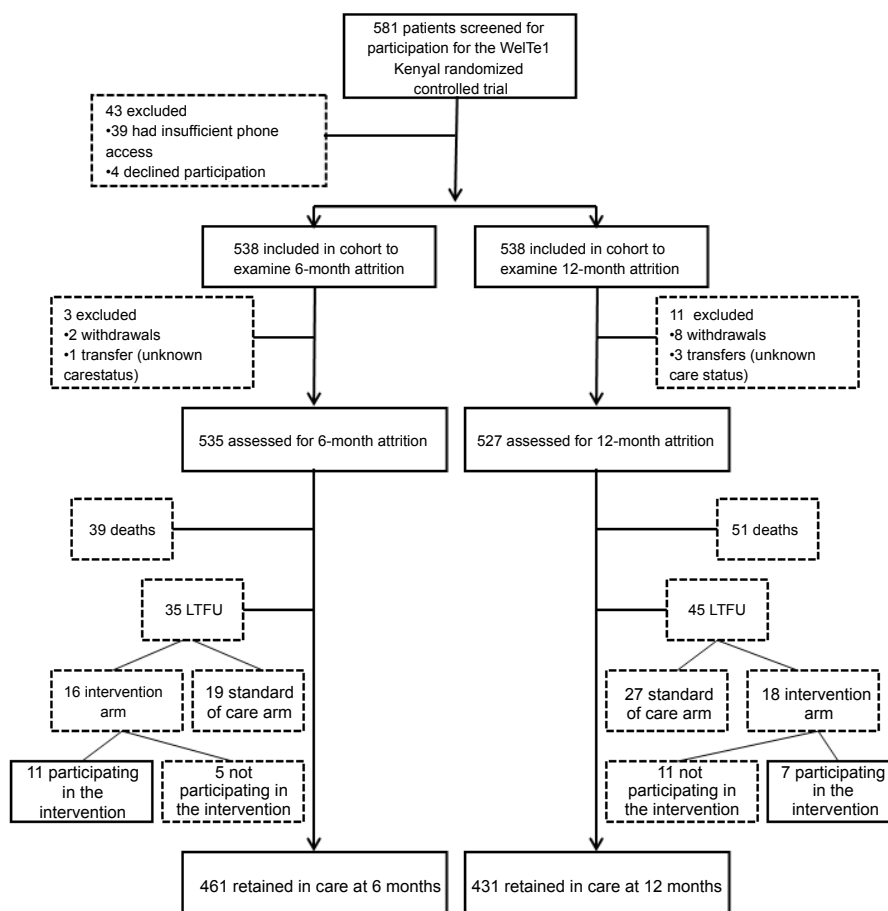 581 patients screened for
participation for the WelTe1
Kenyal randomized
controlled trial
43 excluded
•39 had insufficient phone
access
•4 declined participation
538 included in cohort to
examine 6-month attrition
538 included in cohort to
examine 12-month attrition
3 excluded
•2 withdrawals
•1 transfer (unknown
carestatus)
11 excluded
•8 withdrawals
•3 transfers (unknown
care status)
535 assessed for 6-month attrition
527 assessed for 12-month attrition
39 deaths
51 deaths
35 LTFU
45 LTFU
16 intervention
arm
19 standard
of care arm
27 standard
of care arm
18 intervention
arm
11 participating
in the
intervention
5 not
participating in
the intervention
11 not
participating in
the intervention
7 participating
in the
intervention
461 retained in care at 6 months
431 retained in care at 12 months